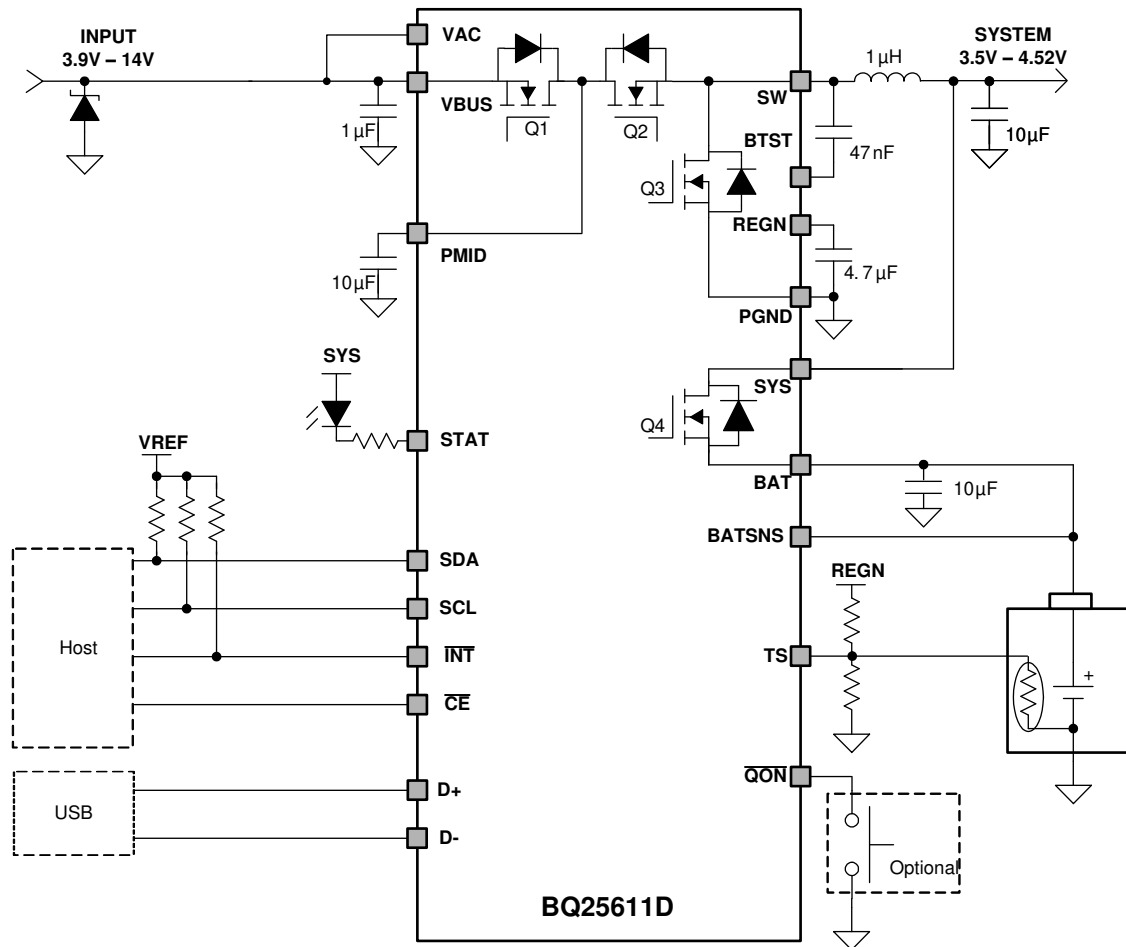 INPUT
3.9V – 14V
VAC
VBUS
1µF
Q1
Q2
SW
1µH
SYSTEM
3.5V – 4.52V
10µF
BTST
47nF
Q3
REGN
4.7µF
PMID
10µF
PGND
SYS
SYS
Q4
STAT
VREF
BAT
10µF
BATSNS
SDA
REGN
SCL
Host
INT
TS
+
CE
QON
D+
USB
D-
Optional
BQ25611D